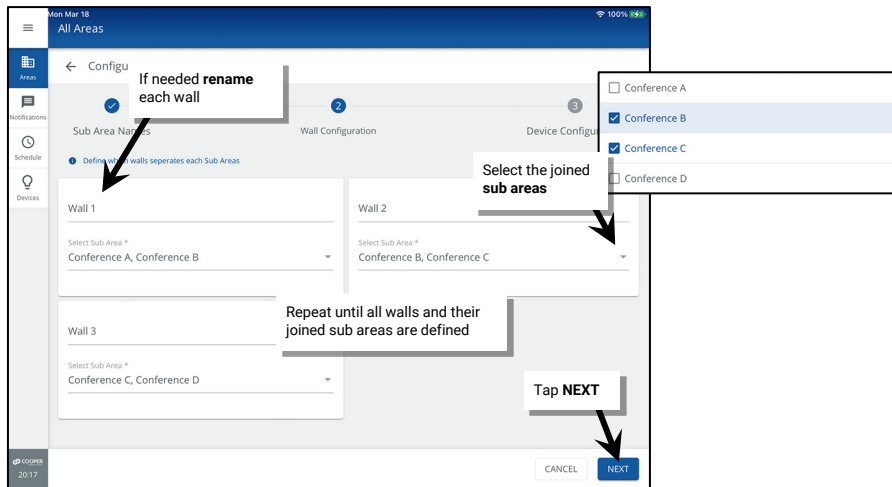 Mon Mar 18
100%
All Areas
Configu
If needed rename
each wall
Areas
Notifications
Schedule
Devices
2
3
Sub Area Names
Wall Configuration
Device Configur
Define which walls seperates each Sub Areas
Conference A
Conference B
Conference C
Conference D
Select the joined
sub areas
Wall 1
Wall 2
Select Sub Area *
Select Sub Area *
Conference A, Conference B
Conference B, Conference C
Repeat until all walls and their
joined sub areas are defined
Wall 3
Select Sub Area *
Conference C, Conference D
Tap NEXT
COOPER
20:17
CANCEL
NEXT